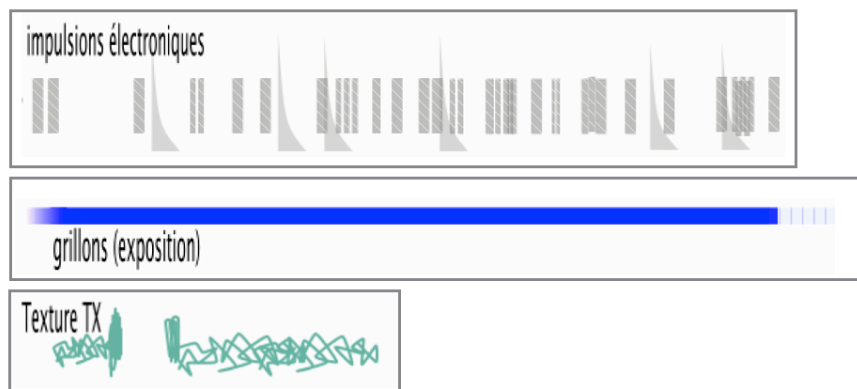 impulsions électroniques
grillons (exposition)
Texture TX